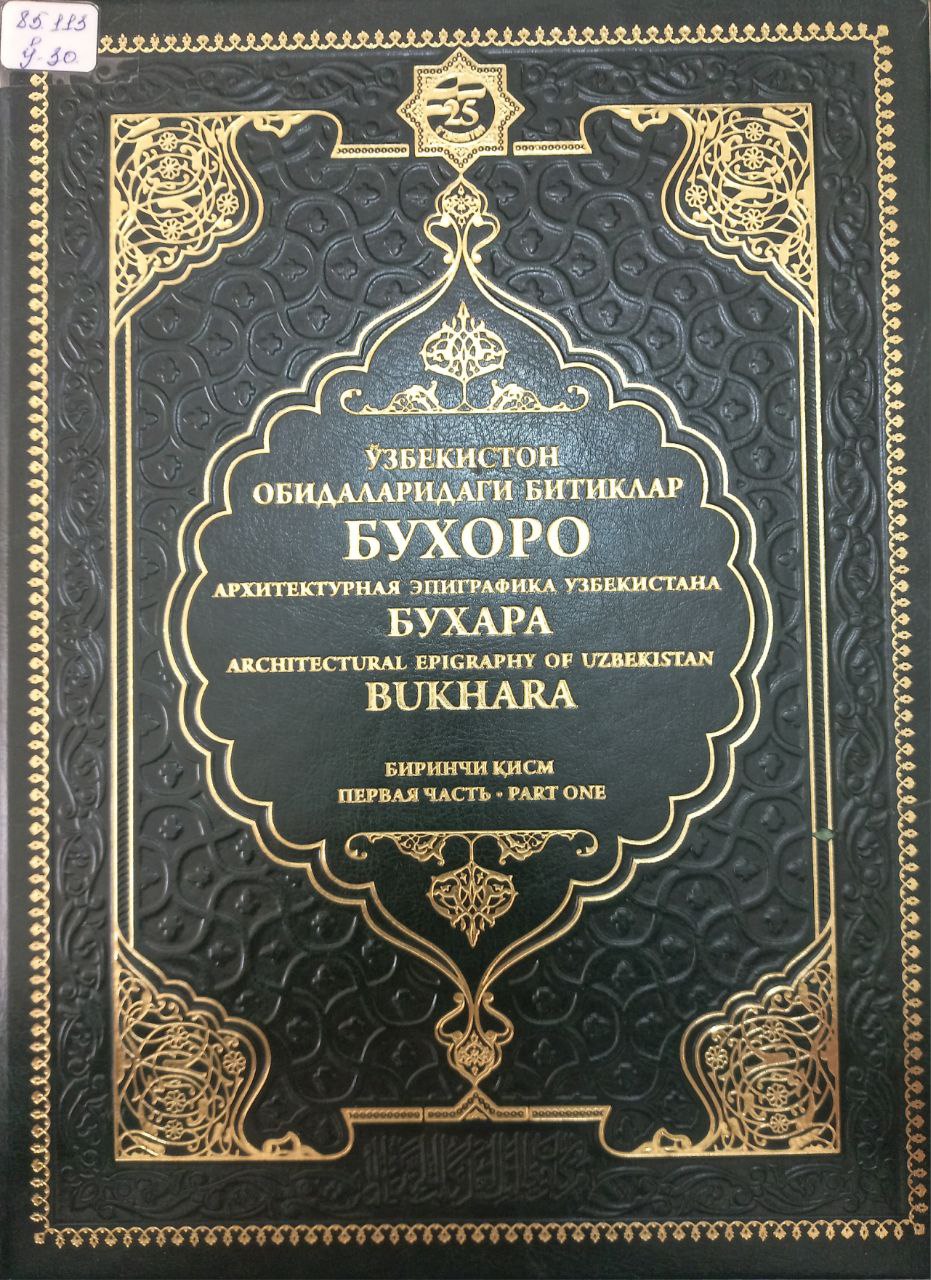 85.113
Ў-30
25
ЎЗБЕКИСТОН
ОБИДАЛАРИДАГИ БИТИКЛАР
БУХОРО
АРХИТЕКТУРНАЯ ЭПИГРАФИКА УЗБЕКИСТАНА
БУХАРА
ARCHITECTURAL EPIGRAPHY OF UZBEKISTAN
BUKHARA
БИРИНЧИ ҚИСМ
ПЕРВАЯ ЧАСТЬ · PART ONE